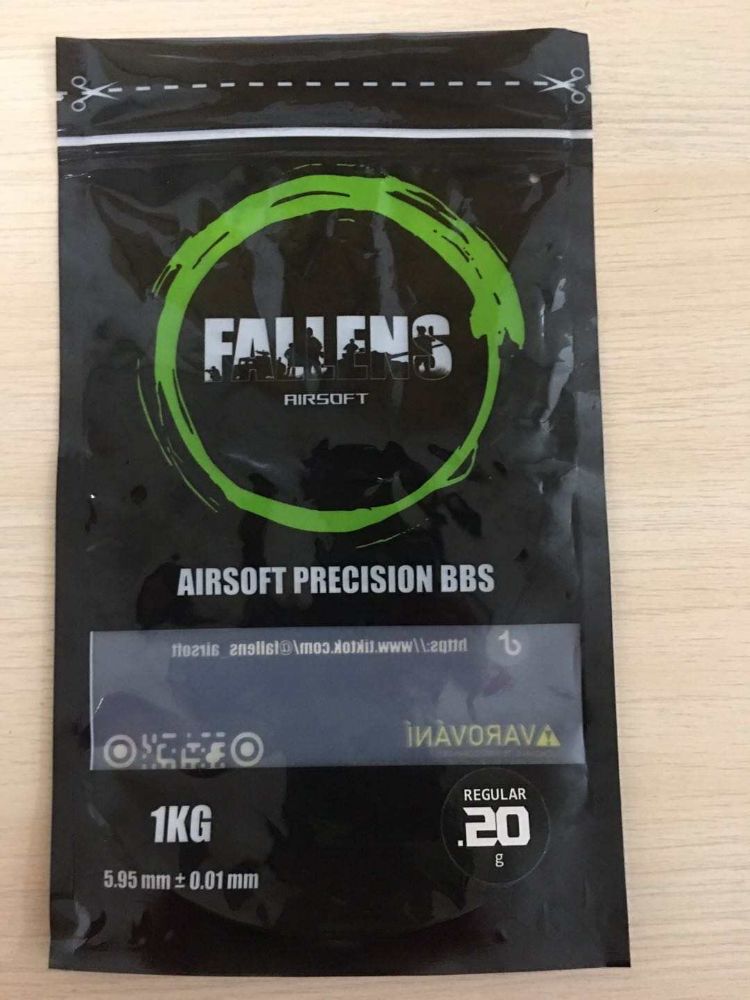 FALLENS
AIRSOFT
AIRSOFT PRECISION BBS
https://www.tiktok.com/@fallens_airsoft
VAROVÁNÍ
1KG
5.95 mm ± 0.01 mm
REGULAR
.20
g